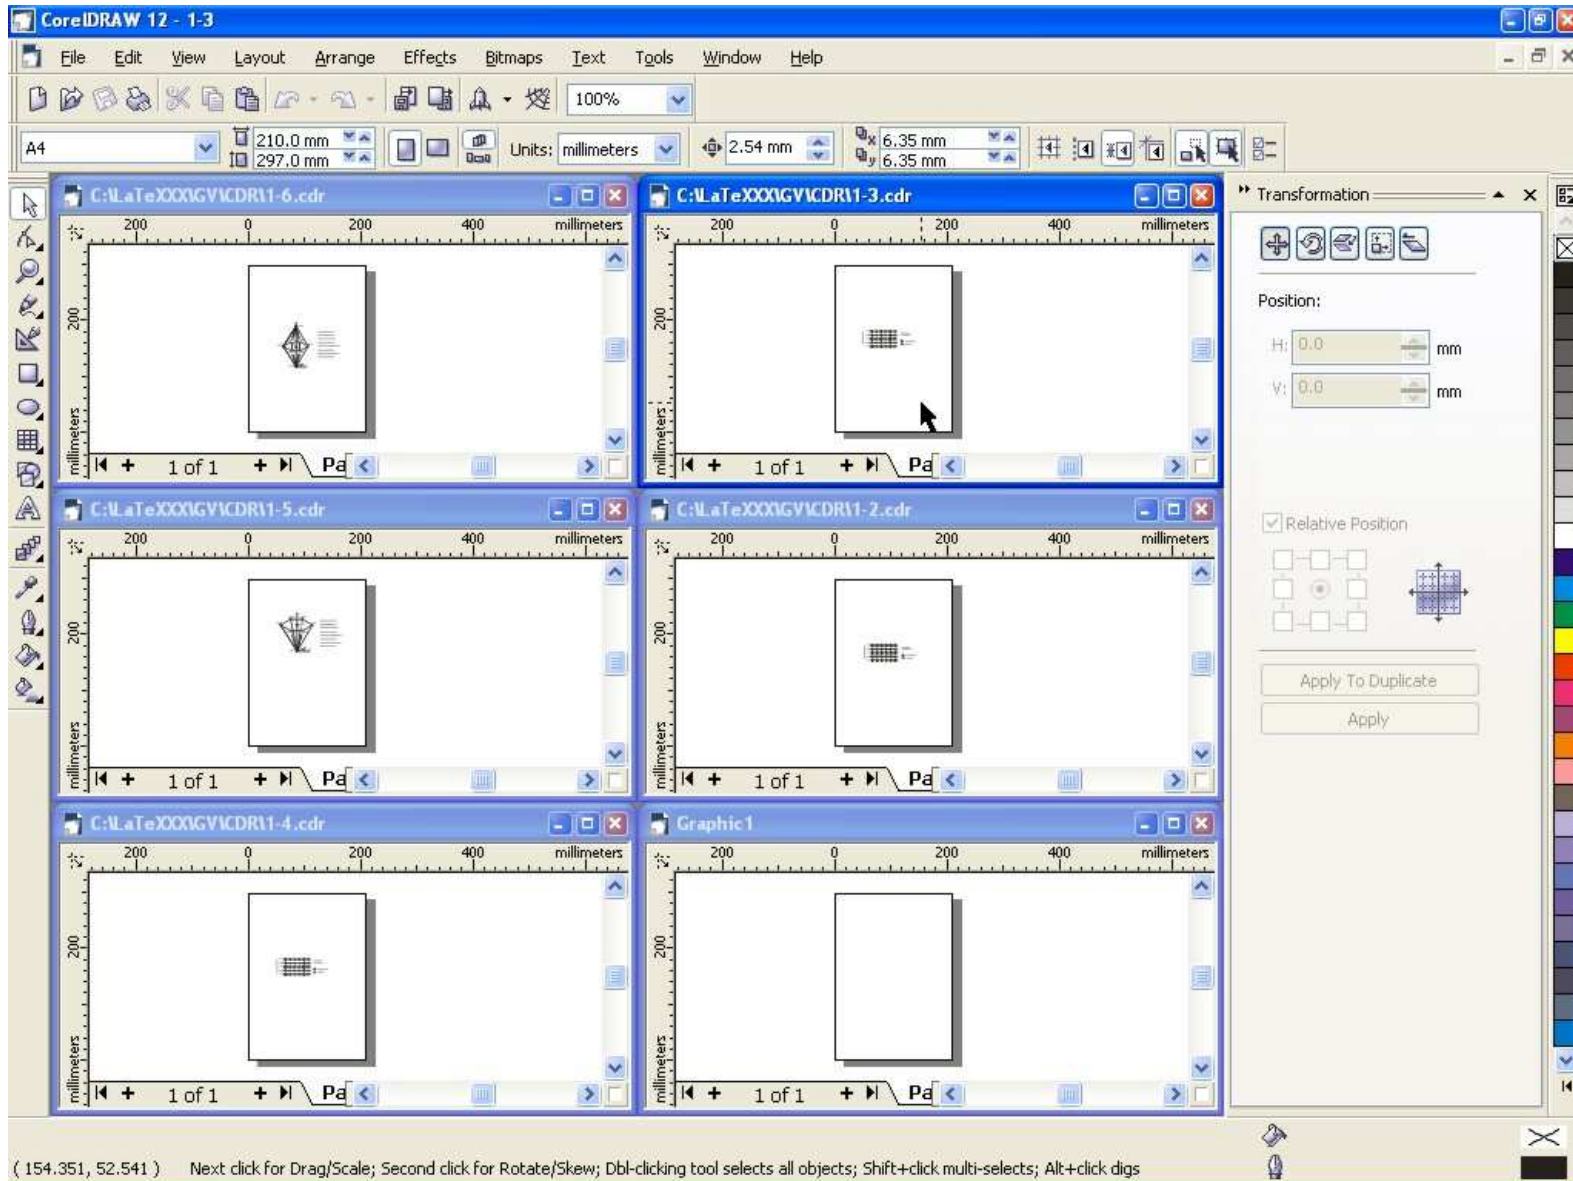 CorelDRAW 12 - 1-3
File Edit View Layout Arrange Effects Bitmaps Text Tools Window Help
100%
A4 210.0 mm 297.0 mm Units: millimeters 2.54 mm x 6.35 mm y 6.35 mm
C:\LaTeXXX\GV\CDR\1-6.cdr
200 0 200 400 millimeters
200
millimeters
1 of 1 Pa
C:\LaTeXXX\GV\CDR\1-3.cdr
200 0 200 400 millimeters
200
millimeters
1 of 1 Pa
C:\LaTeXXX\GV\CDR\1-5.cdr
200 0 200 400 millimeters
200
millimeters
1 of 1 Pa
C:\LaTeXXX\GV\CDR\1-2.cdr
200 0 200 400 millimeters
200
millimeters
1 of 1 Pa
C:\LaTeXXX\GV\CDR\1-4.cdr
200 0 200 400 millimeters
200
millimeters
1 of 1 Pa
Graphic1
200 0 200 400 millimeters
200
millimeters
1 of 1 Pa
Transformation
Position:
H: 0.0 mm
V: 0.0 mm
Relative Position
Apply To Duplicate
Apply
( 154.351, 52.541 ) Next click for Drag/Scale; Second click for Rotate/Skew; Dbl-clicking tool selects all objects; Shift+click multi-selects; Alt+click digs